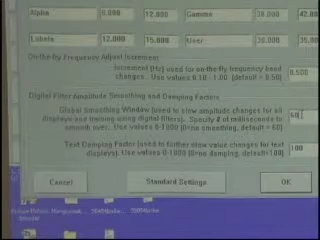 Alpha 8.000 12.000 Gamma 38.000 42.00
Lobeta 12.000 15.000 User 30.000 35.00
On-the-fly Frequency Adjust Increment
Increment (Hz) used for on-the-fly frequency band
changes. Use values 0.10 - 1.00 (default = 0.50) 0.500
Digital Filter Amplitude Smoothing and Damping Factors
Global Smoothing Window (used to slow amplitude changes for all
displays and training using digital filters). Specify # of milliseconds to
smooth over. Use values 0-1000 (0=no smoothing, default = 60) 60
Text Damping Factor (used to further slow value changes for text
displays). Use values 0-1000 (0=no damping, default=100) 100
Cancel Standard Settings OK